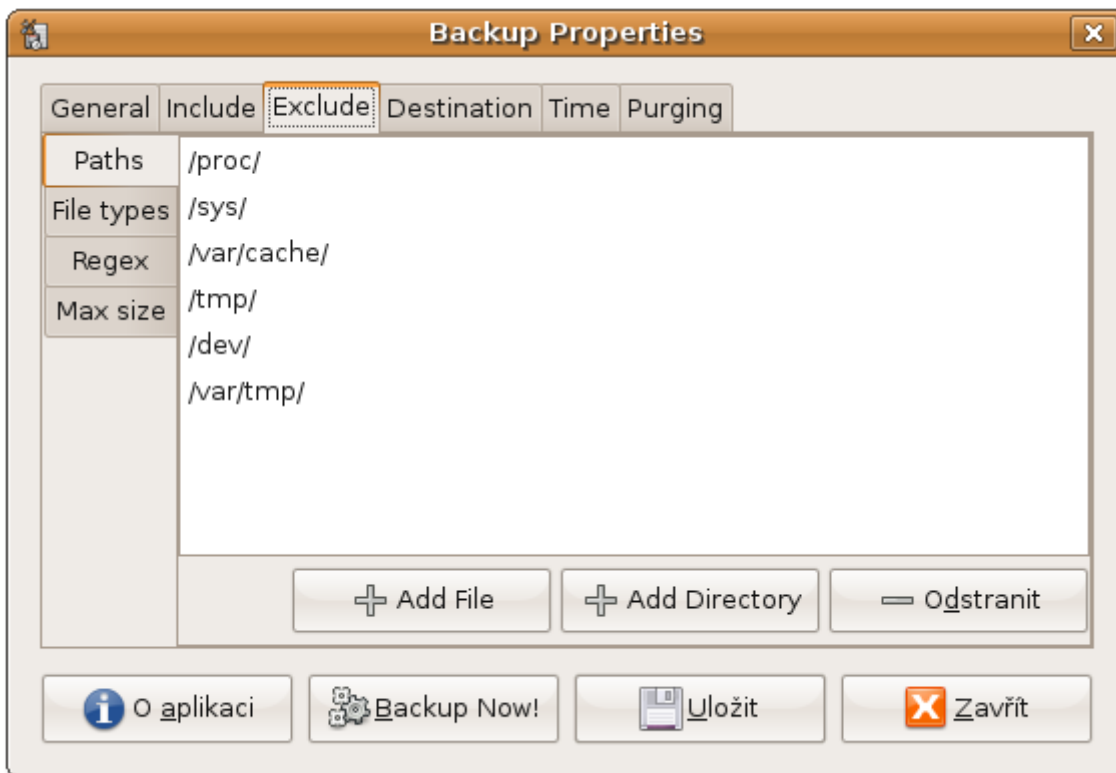 Backup Properties
General Include Exclude Destination Time Purging
Paths
File types
Regex
Max size
/proc/
/sys/
/var/cache/
/tmp/
/dev/
/var/tmp/
Add File Add Directory Odstranit
O aplikaci Backup Now! Uložit Zavřít